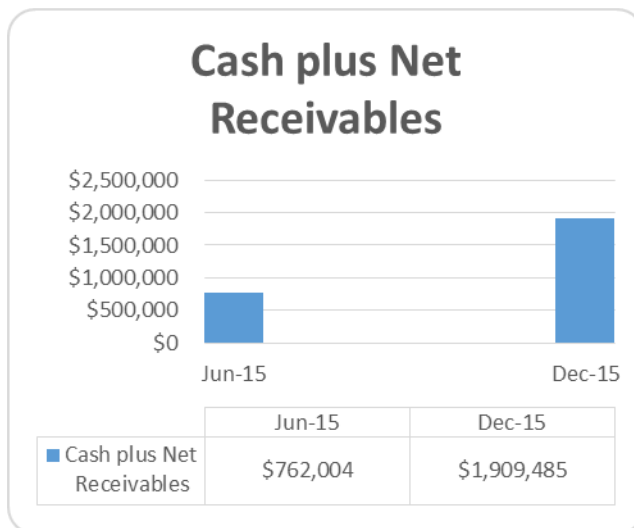 Cash plus Net
Receivables
$2,500,000
$2,000,000
$1,500,000
$1,000,000
$500,000
$0
Jun-15 Dec-15
Jun-15 Dec-15
Cash plus Net
Receivables $762,004 $1,909,485